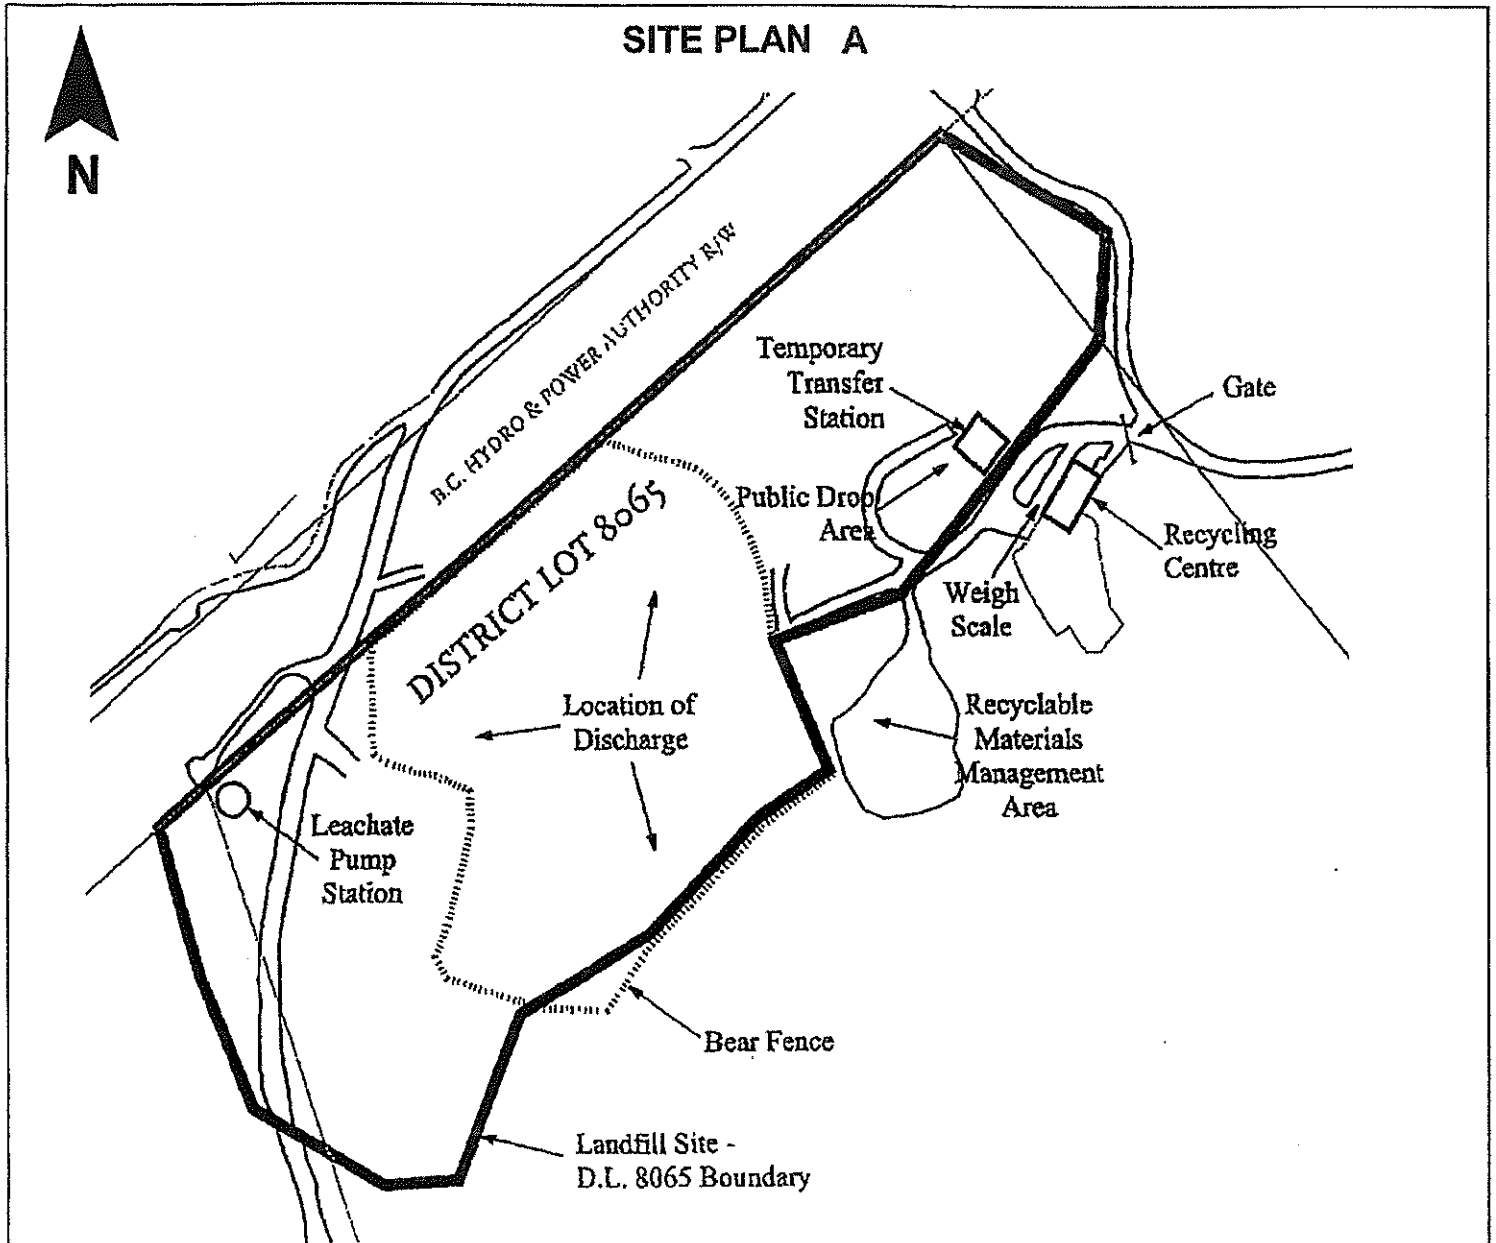 SITE PLAN A
N
B.C. HYDRO & POWER AUTHORITY R/W
Temporary
Transfer
Station
Gate
DISTRICT LOT 8065
Public Drop
Area
Recycling
Centre
Weigh
Scale
Location of
Discharge
Recyclable
Materials
Management
Area
Leachate
Pump
Station
Bear Fence
Landfill Site -
D.L. 8065 Boundary